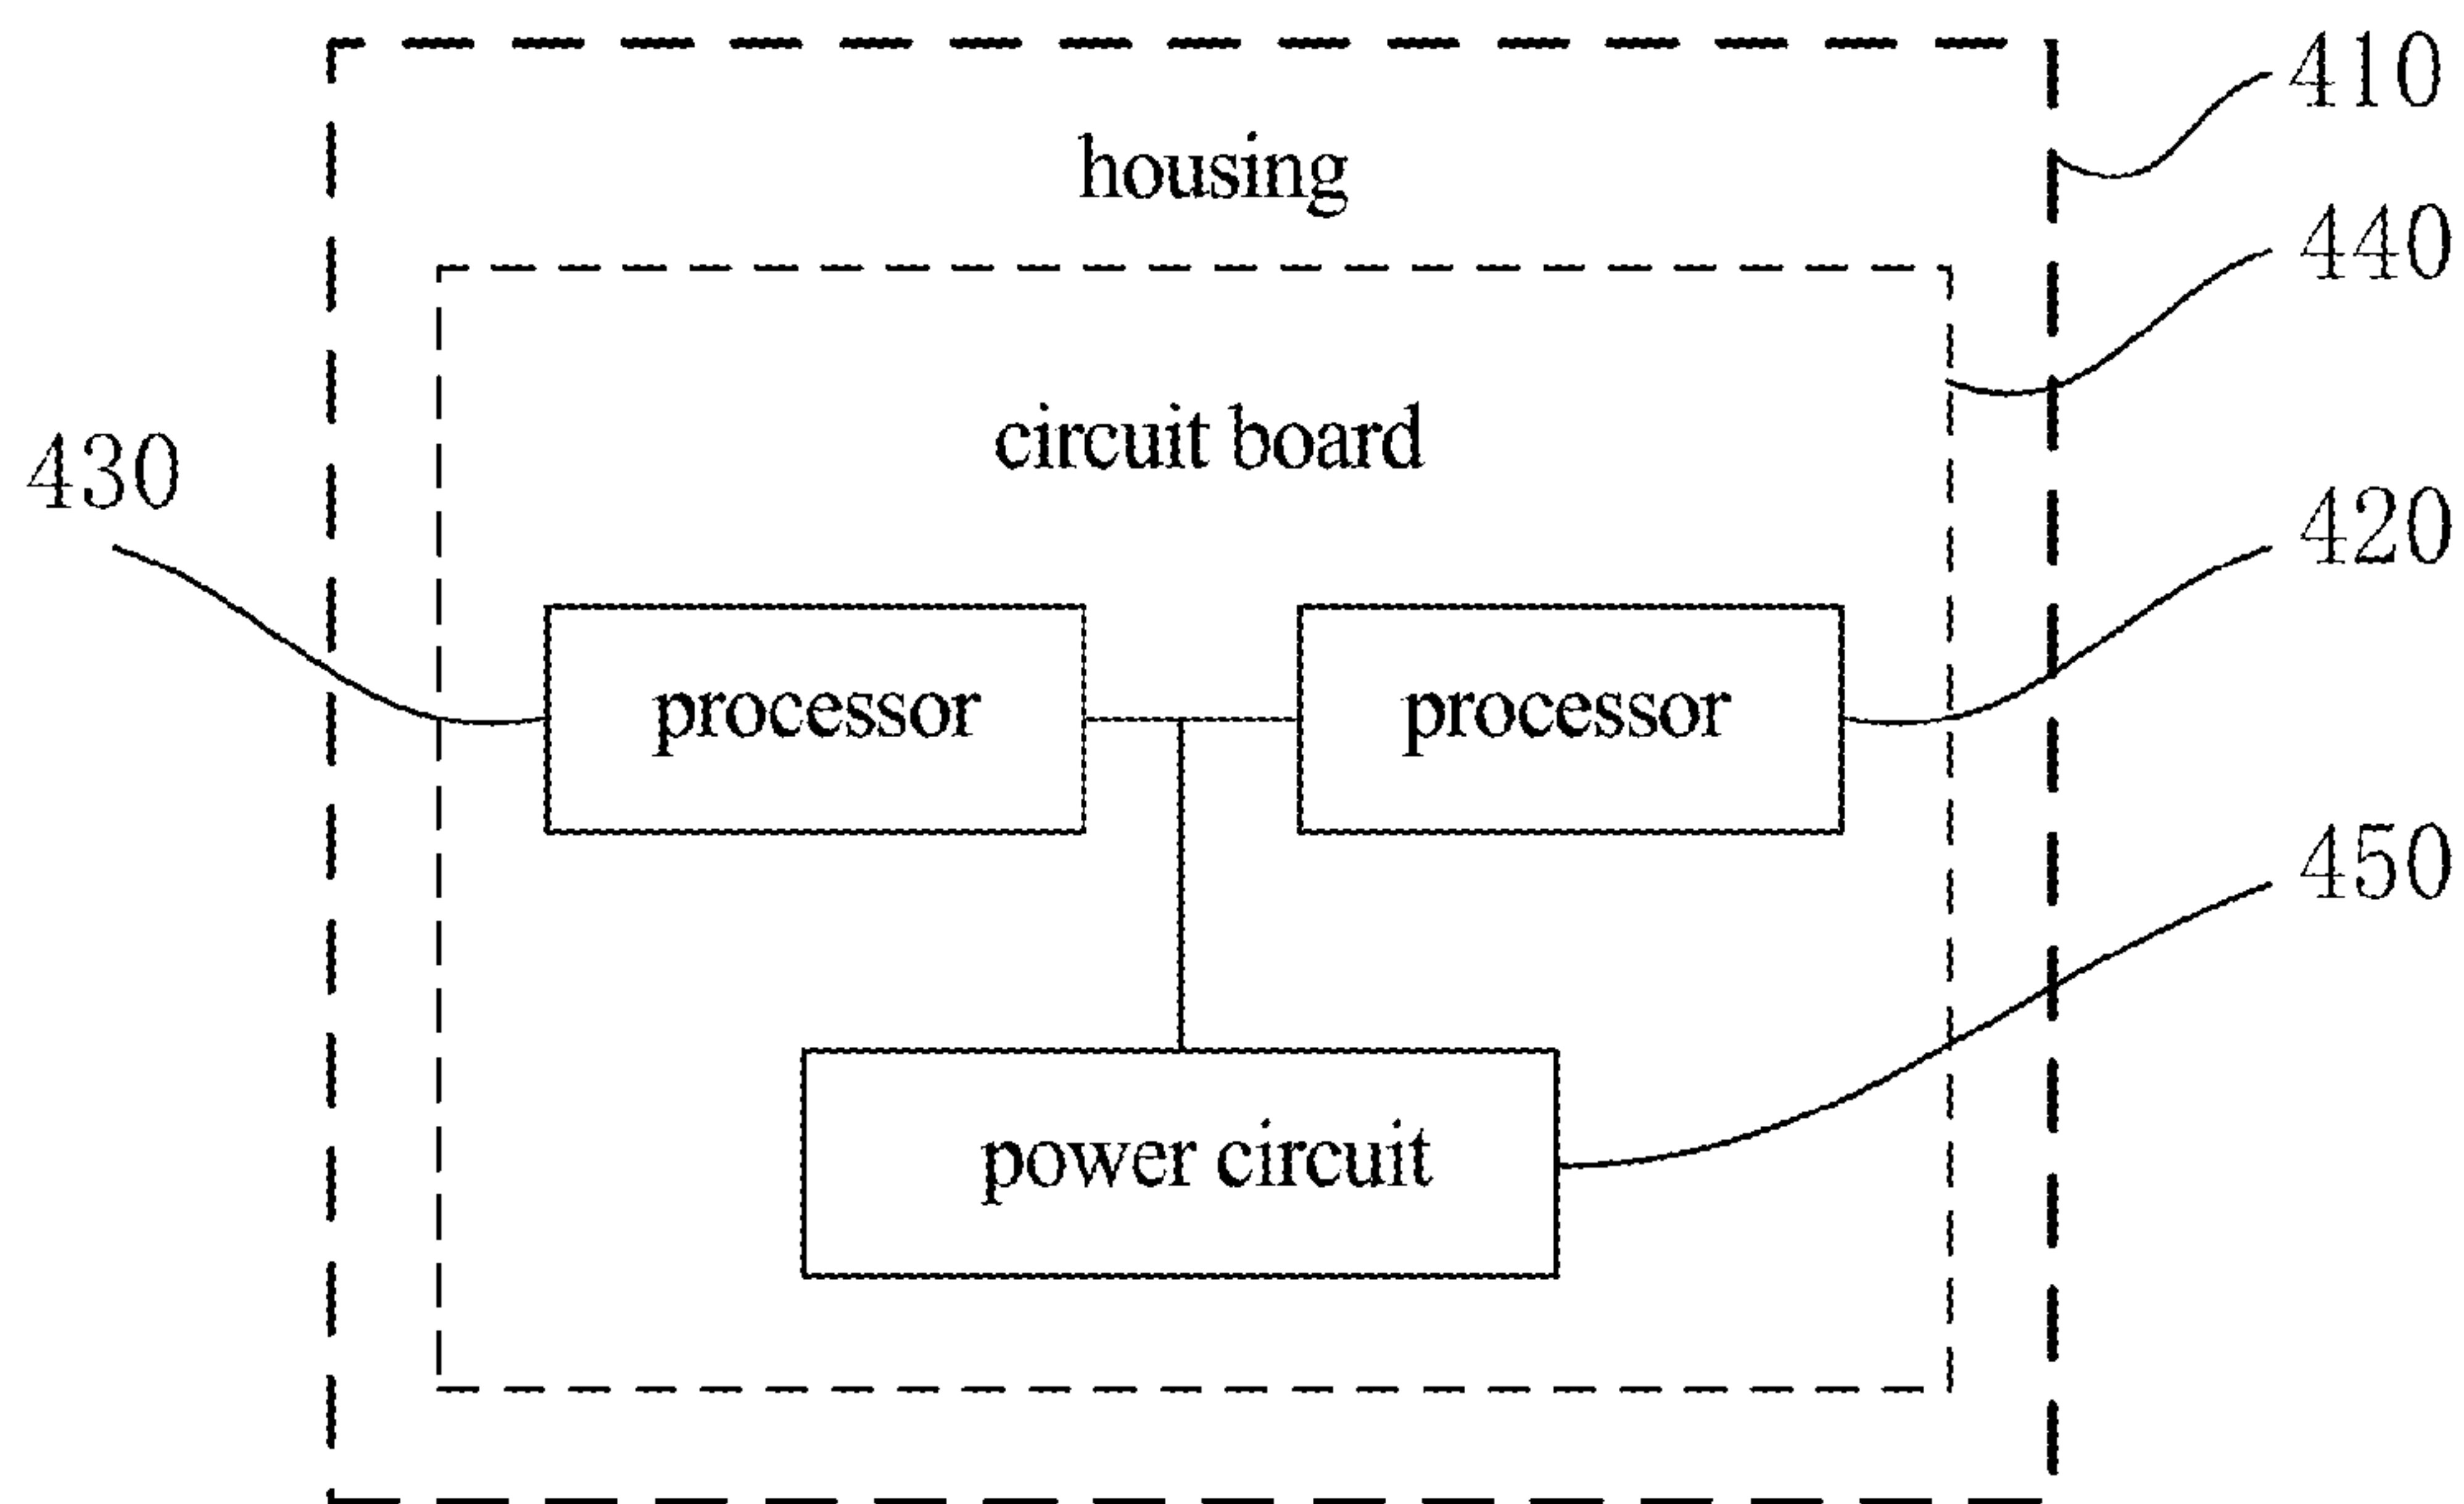 410
housing
440
circuit board
430
420
processor
processor
450
power circuit